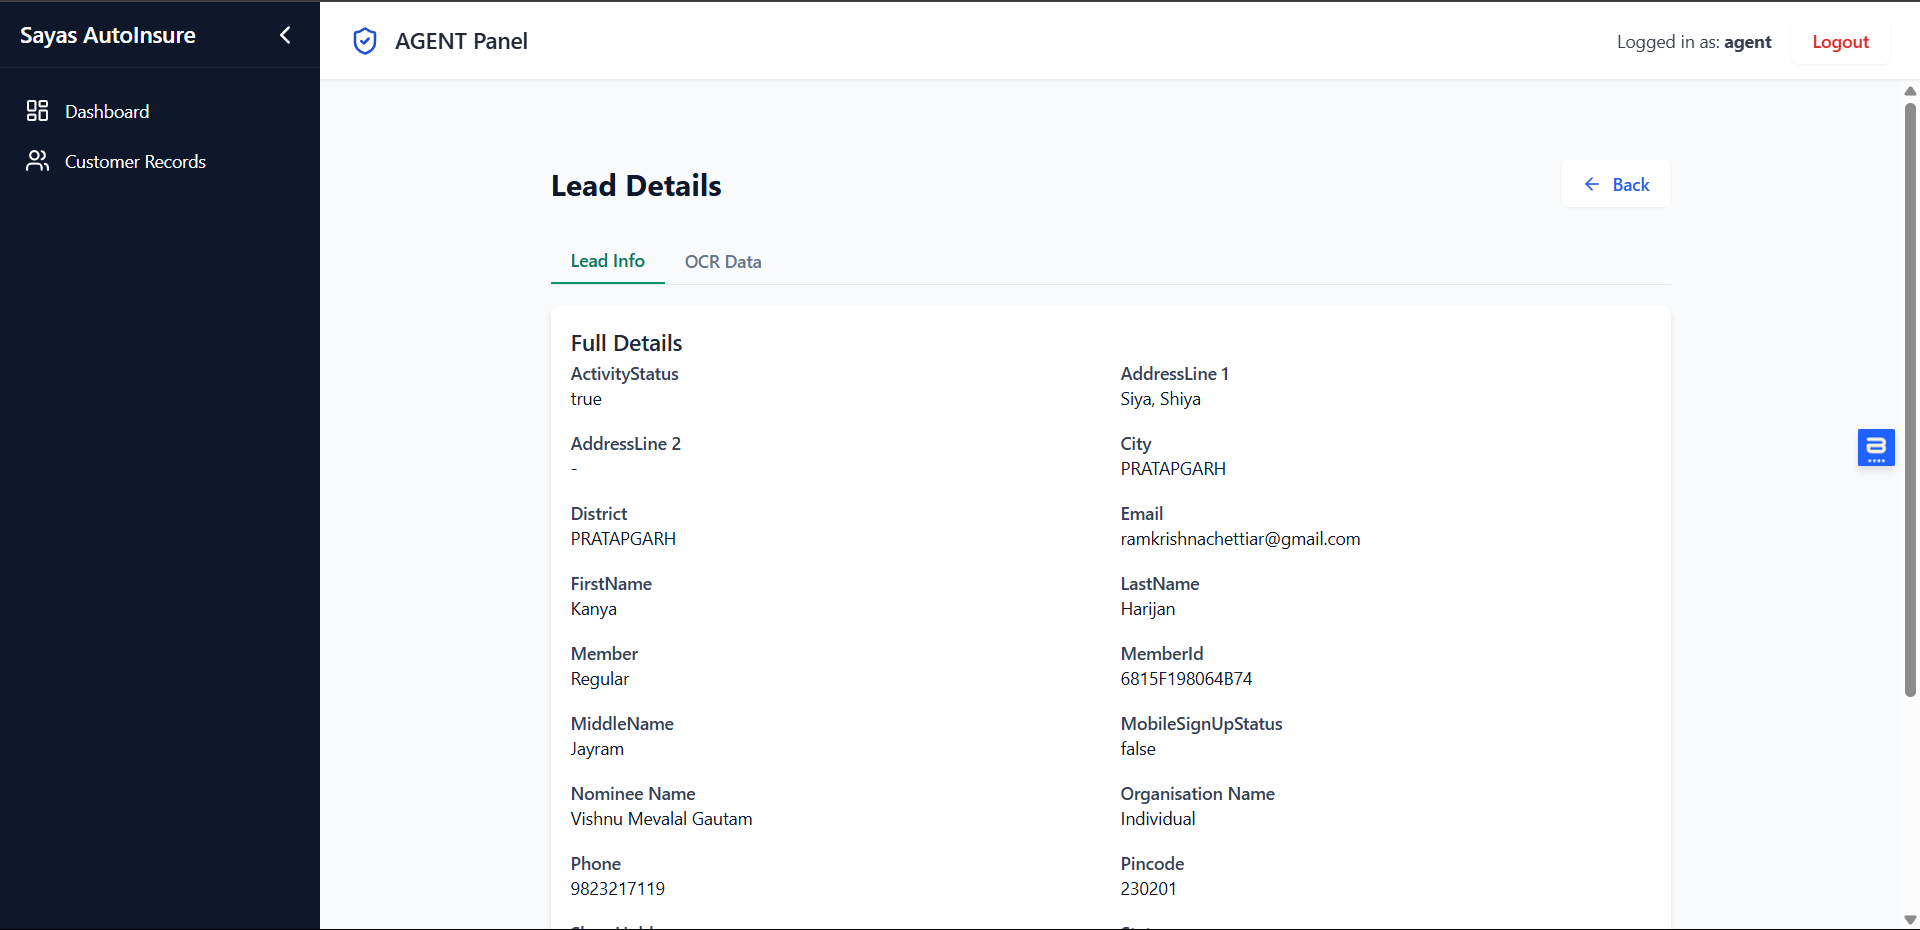 Sayas AutoInsure
AGENT Panel
Logged in as: agent
Logout
Dashboard
Customer Records
Lead Details
Back
Lead Info
OCR Data
Full Details
ActivityStatus
true
AddressLine 1
Siya, Shiya
AddressLine 2
-
City
PRATAPGARH
District
PRATAPGARH
Email
ramkrishnachettiar@gmail.com
FirstName
Kanya
LastName
Harijan
Member
Regular
MemberId
6815F198064B74
MiddleName
Jayram
MobileSignUpStatus
false
Nominee Name
Vishnu Mevalal Gautam
Organisation Name
Individual
Phone
9823217119
Pincode
230201